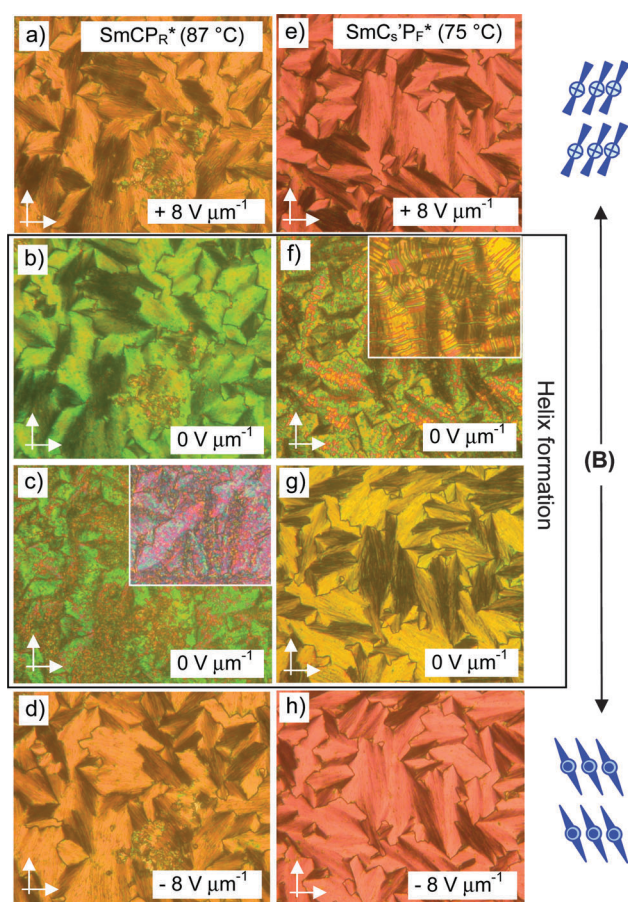 a) SmCP_R* (87 °C)
+ 8 V μm⁻¹
e) SmC_s'P_F* (75 °C)
+ 8 V μm⁻¹
b)
0 V μm⁻¹
f)
0 V μm⁻¹
c)
0 V μm⁻¹
g)
0 V μm⁻¹
Helix formation
(B)
d)
- 8 V μm⁻¹
h)
- 8 V μm⁻¹